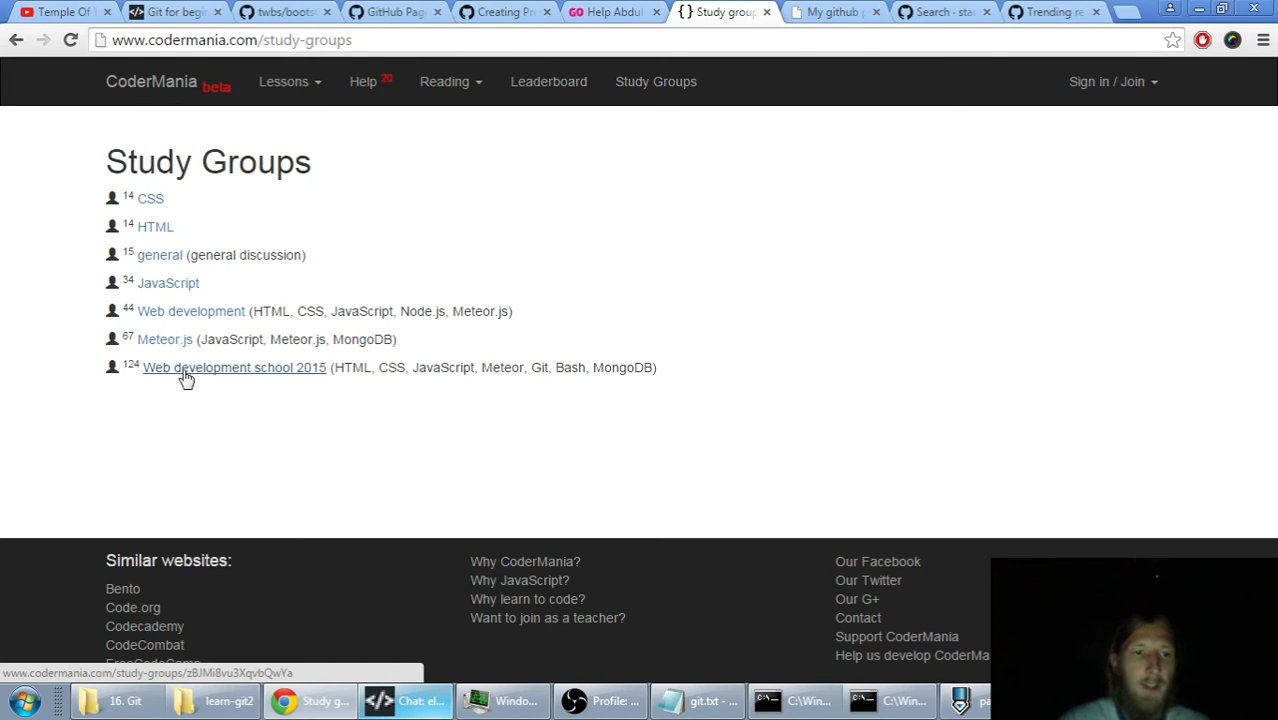 Temple Of T
Git for begi
twbs/boots
GitHub Pag
Creating Pr
Help Abdul
Study grou
My github
Search · sta
Trending re
www.codermania.com/study-groups
CoderMania beta Lessons Help 20 Reading Leaderboard Study Groups Sign in / Join
Study Groups
14 CSS
14 HTML
15 general (general discussion)
34 JavaScript
44 Web development (HTML, CSS, JavaScript, Node.js, Meteor.js)
67 Meteor.js (JavaScript, Meteor.js, MongoDB)
124 Web development school 2015 (HTML, CSS, JavaScript, Meteor, Git, Bash, MongoDB)
Similar websites:
Bento
Code.org
Codecademy
CodeCombat
FreeCodeCamp
Why CoderMania?
Why JavaScript?
Why learn to code?
Want to join as a teacher?
Our Facebook
Our Twitter
Our G+
Contact
Support CoderMania
Help us develop CoderMa
www.codermania.com/study-groups/zBJMi8vu3XqvbQwYa
16. Git
learn-git2
Study g...
Chat: el...
Windo...
Profile: ...
git.txt - ...
C:\Win...
C:\Win...
pa